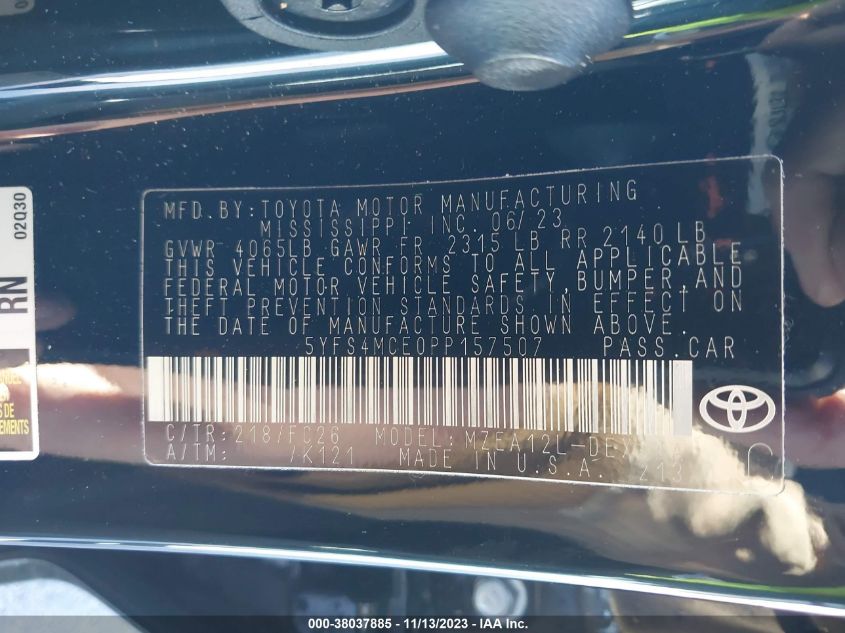 02Q30
RN
DE
EMENTS
MFD.BY:TOYOTA MOTOR MANUFACTURING
MISSISSIPPI INC. 06/23
GVWR 4065LB GAWR FR 2315 LB RR 2140LB
THIS VEHICLE CONFORMS TO ALL APPLICABLE
FEDERAL MOTOR VEHICLE SAFETY,BUMPER,AND
THEFT PREVENTION STANDARDS IN EFFECT ON
THE DATE OF MANUFACTURE SHOWN ABOVE.
5YFS4MCE0PP157507 PASS.CAR
C/TR:218/FC26 MODEL:MZEA12L-DEX
A/TM: /K121 MADE IN U.S.A. 213
000-38037885 - 11/13/2023 - IAA Inc.